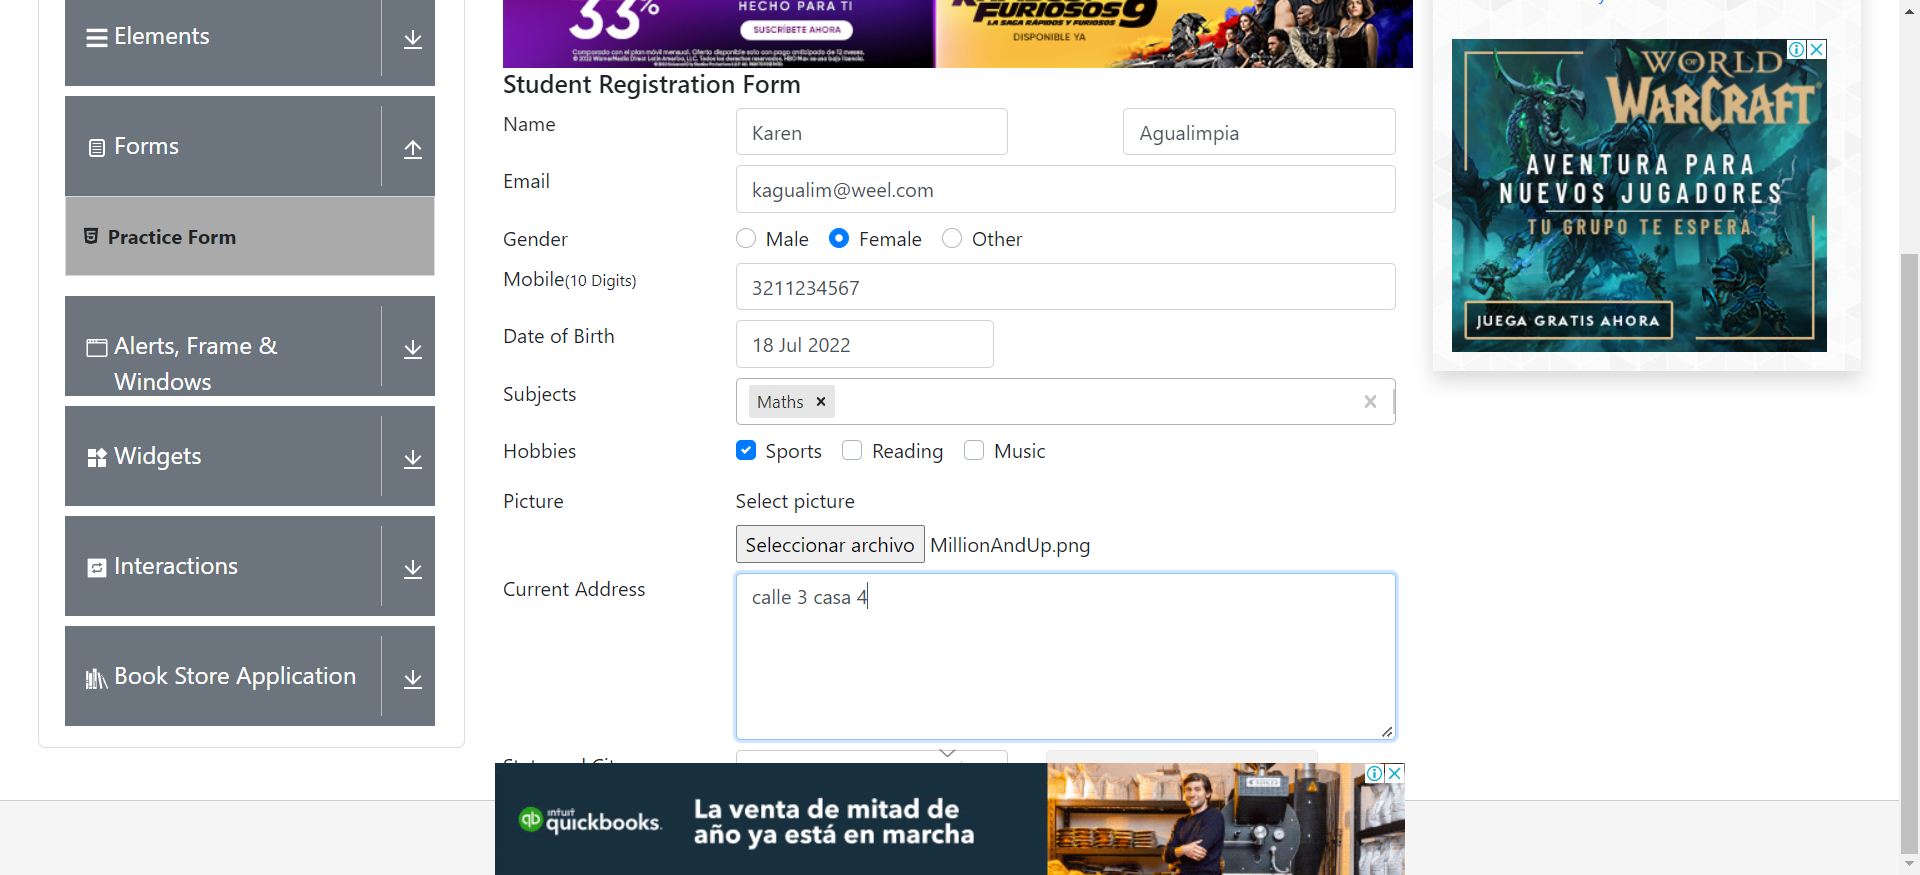 Elements
Forms
Practice Form
Alerts, Frame &
Windows
Widgets
Interactions
Book Store Application
33%
HECHO PARA TI
SUSCRÍBETE AHORA
FURIOSOS 9
LA SAGA RÁPIDOS Y FURIOSOS
DISPONIBLE YA
Student Registration Form
Name
Karen
Agualimpia
Email
kagualim@weel.com
Gender
Male
Female
Other
Mobile(10 Digits)
3211234567
Date of Birth
18 Jul 2022
Subjects
Maths
Hobbies
Sports
Reading
Music
Picture
Select picture
Seleccionar archivo
MillionAndUp.png
Current Address
calle 3 casa 4
WORLD
OF
WARCRAFT
AVENTURA PARA
NUEVOS JUGADORES
TU GRUPO TE ESPERA
JUEGA GRATIS AHORA
intuit
quickbooks.
La venta de mitad de
año ya está en marcha